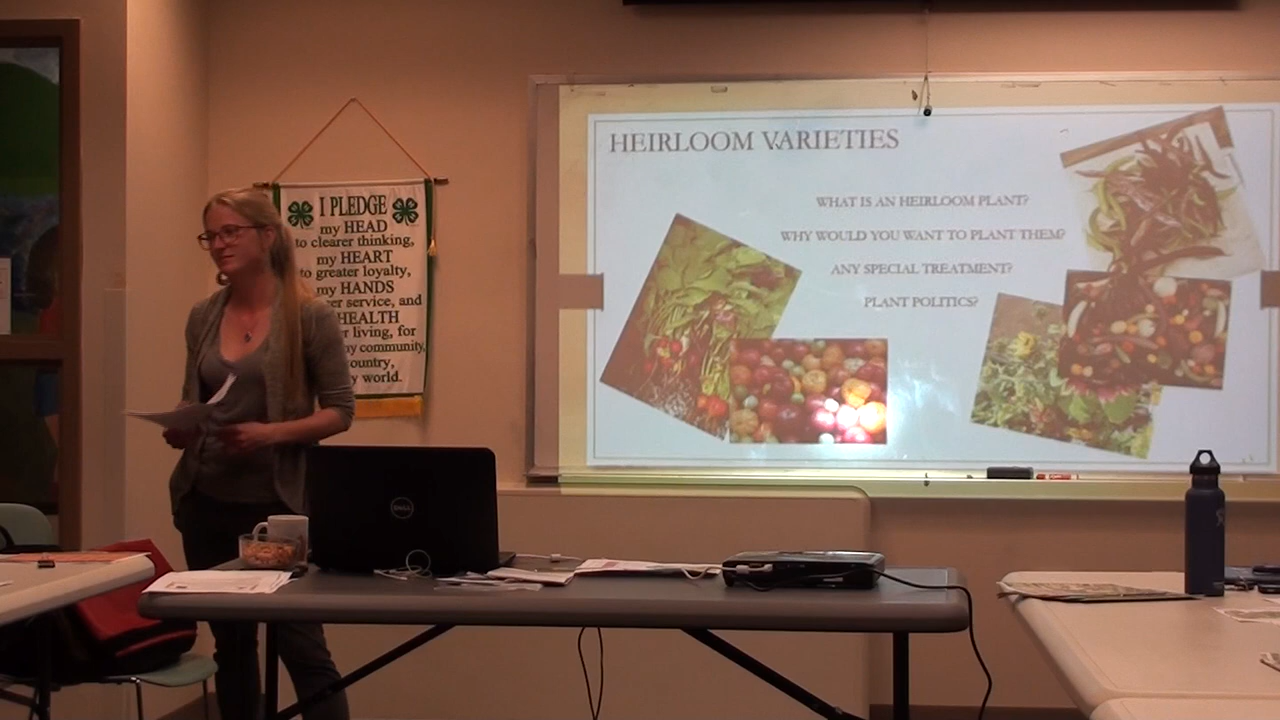 I PLEDGE
my HEAD
to clearer thinking,
my HEART
to greater loyalty,
my HANDS
service, and
HEALTH
living, for
my community,
country,
world.
HEIRLOOM VARIETIES
WHAT IS AN HEIRLOOM PLANT?
WHY WOULD YOU WANT TO PLANT THEM?
ANY SPECIAL TREATMENT?
PLANT POLITICS?
DELL